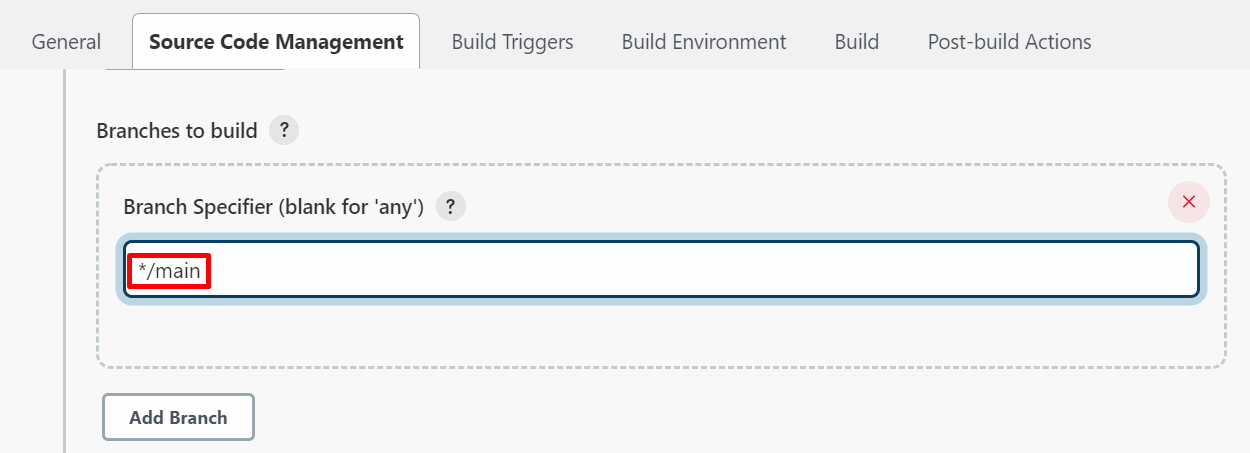 General Source Code Management Build Triggers Build Environment Build Post-build Actions
Branches to build ?
Branch Specifier (blank for 'any') ?
*/main
Add Branch